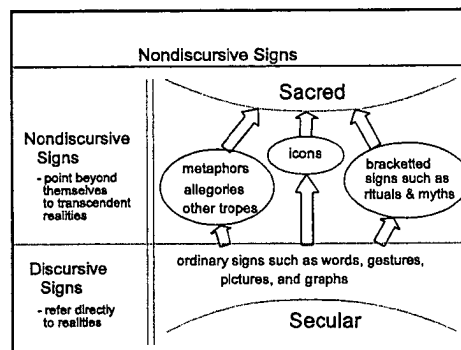 Nondiscursive Signs
Sacred
Nondiscursive
Signs
- point beyond
themselves
to transcendent
realities
metaphors
allegories
other tropes
icons
bracketted
signs such as
rituals & myths
Discursive
Signs
- refer directly
to realities
ordinary signs such as words, gestures,
pictures, and graphs
Secular